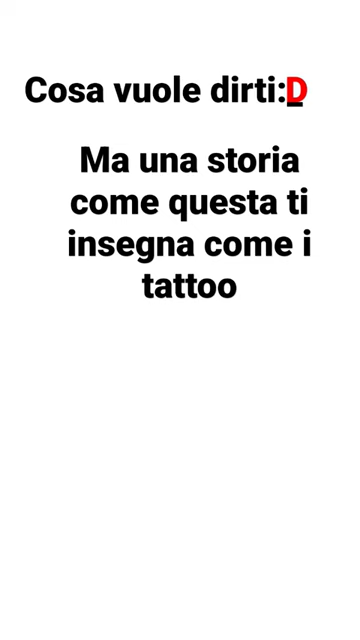 Cosa vuole dirti:D
Ma una storia
come questa ti
insegna come i
tattoo